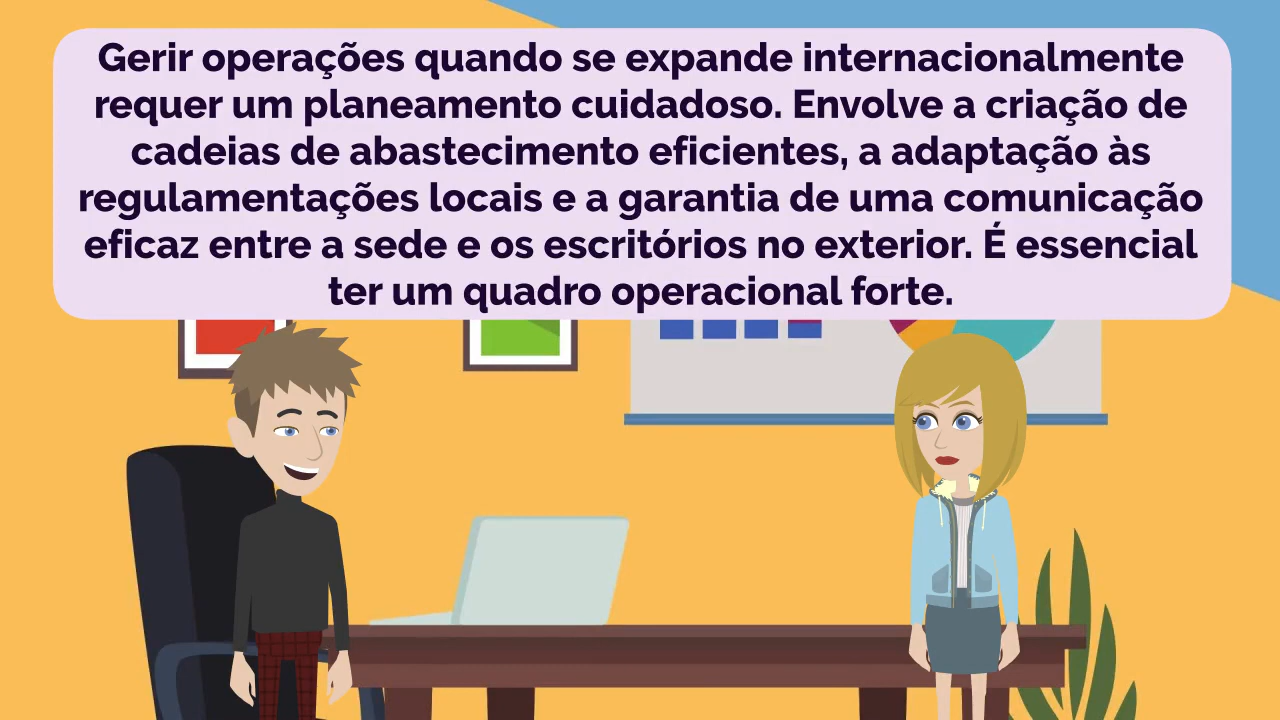 Gerir operações quando se expande internacionalmente
requer um planeamento cuidadoso. Envolve a criação de
cadeias de abastecimento eficientes, a adaptação às
regulamentações locais e a garantia de uma comunicação
eficaz entre a sede e os escritórios no exterior. É essencial
ter um quadro operacional forte.